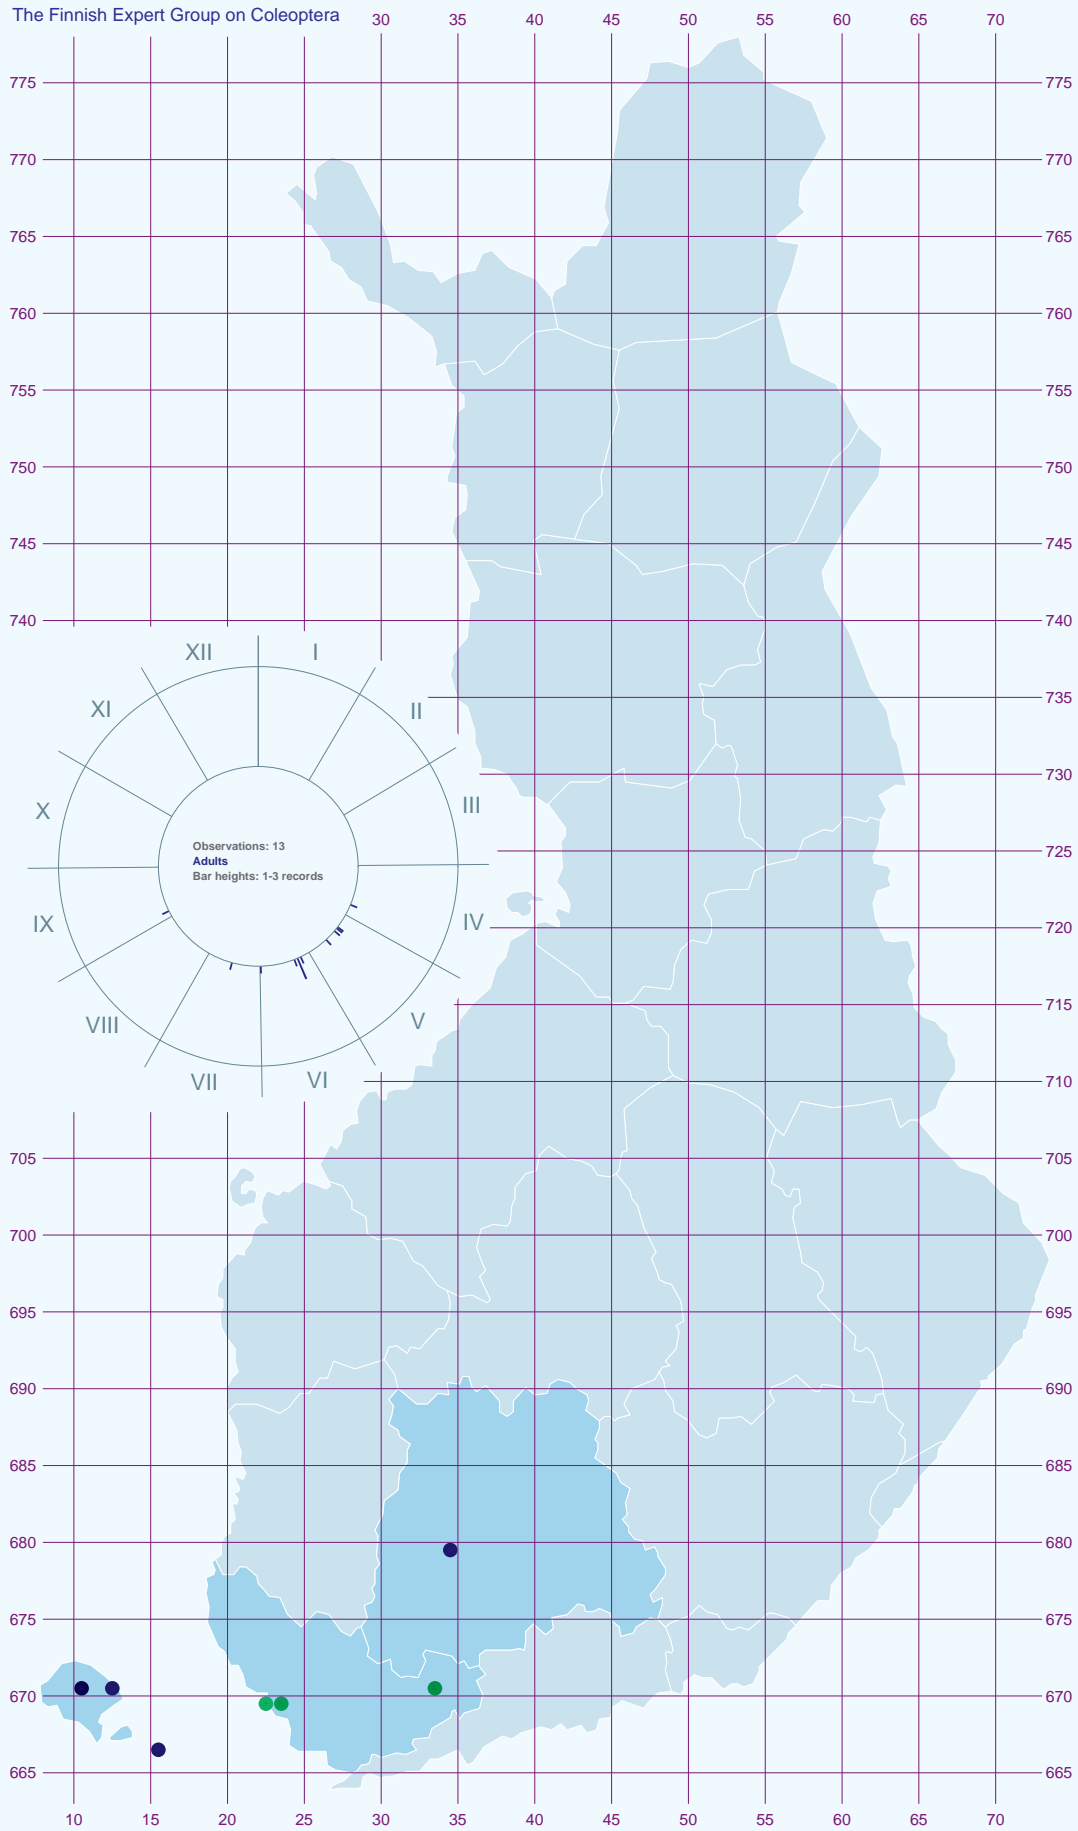 The Finnish Expert Group on Coleoptera
30 35 40 45 50 55 60 65 70
775 775
770 770
765 765
760 760
755 755
750 750
745 745
740 740
XII I
735
XI II
730
X III
Observations: 13
Adults
Bar heights: 1-3 records
725
IX IV 720
715
VIII V
VII VI
710
705 705
700 700
695 695
690 690
685 685
680 680
675 675
670 670
665 665
10 15 20 25 30 35 40 45 50 55 60 65 70